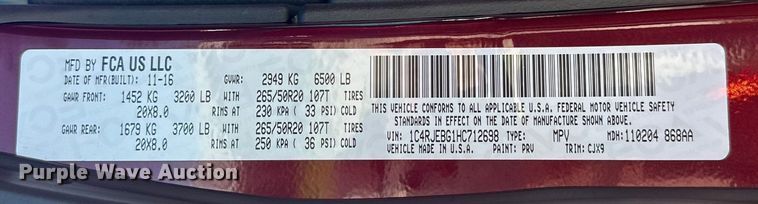 MFD BY FCA US LLC
DATE OF MFR(BUILT): 11-16 GVWR: 2949 KG 6500 LB
GAWR FRONT: 1452 KG 3200 LB WITH 265/50R20 107T TIRES
20X8.0 RIMS AT 230 KPA ( 33 PSI) COLD
GAWR REAR: 1679 KG 3700 LB WITH 265/50R20 107T TIRES
20X8.0 RIMS AT 250 KPA ( 36 PSI) COLD
THIS VEHICLE CONFORMS TO ALL APPLICABLE U.S.A. FEDERAL MOTOR VEHICLE SAFETY
STANDARDS IN EFFECT ON THE DATE OF MANUFACTURE SHOWN ABOVE.
VIN: 1C4RJEBG1HC712698 TYPE: MPV MDH: 110204 868AA
VEHICLE MADE IN U.S.A. PAINT: PRV TRIM: CJX9
Purple Wave Auction